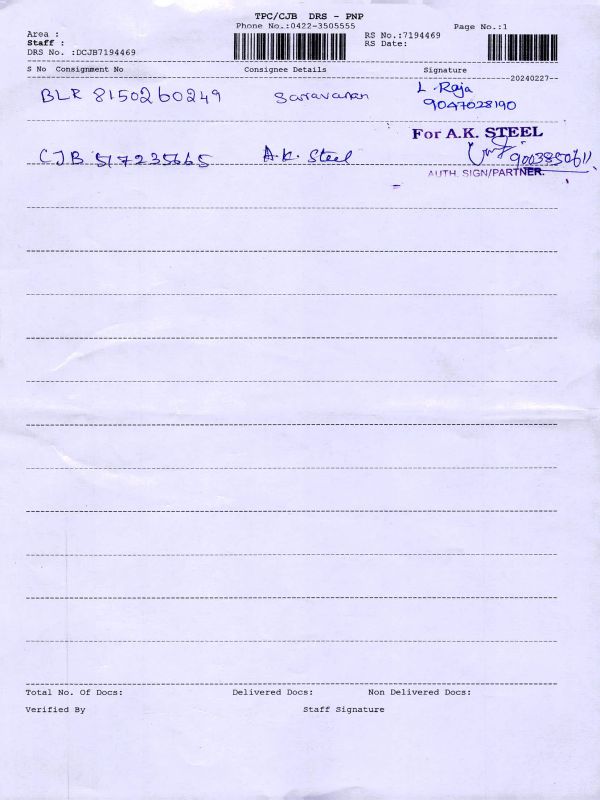 TPC/CJB DRS - PNP
Phone No.:0422-3505555
Page No.:1
Area :
RS No.:7194469
Staff :
RS Date:
DRS No. :DCJB7194469
S No Consignment No Consignee Details Signature
20240227
BLR 8150260249 Saravanan L. Raja
9047028190
For A.K. STEEL
CJB 517235665 A.K. Steel 9003850611
AUTH. SIGN/PARTNER.
Total No. Of Docs: Delivered Docs: Non Delivered Docs:
Verified By Staff Signature